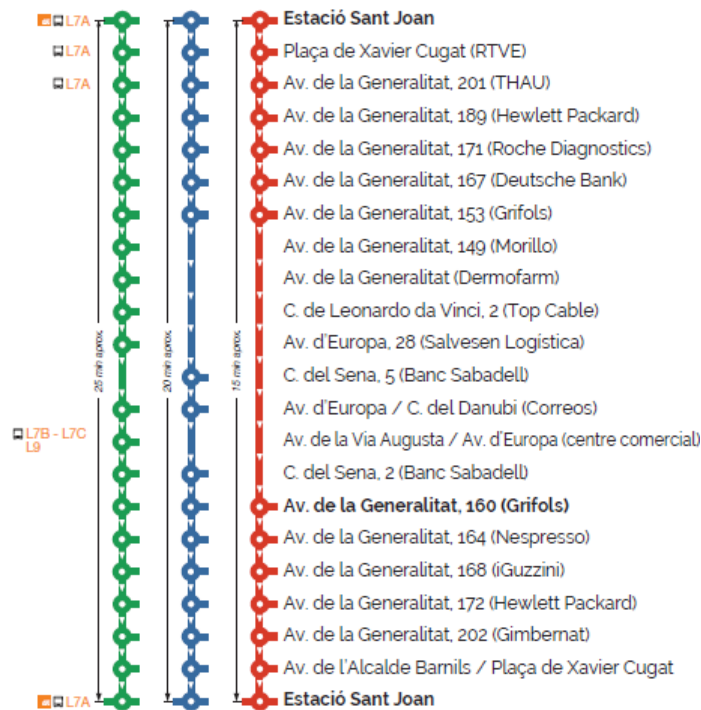 L7A
Estació Sant Joan
L7A
Plaça de Xavier Cugat (RTVE)
L7A
Av. de la Generalitat, 201 (THAU)
Av. de la Generalitat, 189 (Hewlett Packard)
Av. de la Generalitat, 171 (Roche Diagnostics)
Av. de la Generalitat, 167 (Deutsche Bank)
Av. de la Generalitat, 153 (Grifols)
Av. de la Generalitat, 149 (Morillo)
Av. de la Generalitat (Dermofarm)
C. de Leonardo da Vinci, 2 (Top Cable)
Av. d'Europa, 28 (Salvesen Logística)
25 min aprox.
20 min aprox.
15 min aprox.
C. del Sena, 5 (Banc Sabadell)
Av. d'Europa / C. del Danubi (Correos)
L7B - L7C
L9
Av. de la Via Augusta / Av. d'Europa (centre comercial)
C. del Sena, 2 (Banc Sabadell)
Av. de la Generalitat, 160 (Grifols)
Av. de la Generalitat, 164 (Nespresso)
Av. de la Generalitat, 168 (iGuzzini)
Av. de la Generalitat, 172 (Hewlett Packard)
Av. de la Generalitat, 202 (Gimbernat)
Av. de l'Alcalde Barnils / Plaça de Xavier Cugat
L7A
Estació Sant Joan